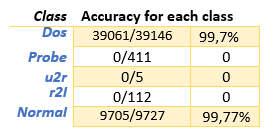 Class Accuracy for each class
Dos 39061/39146 99,7%
Probe 0/411 0
u2r 0/5 0
r2l 0/112 0
Normal 9705/9727 99,77%